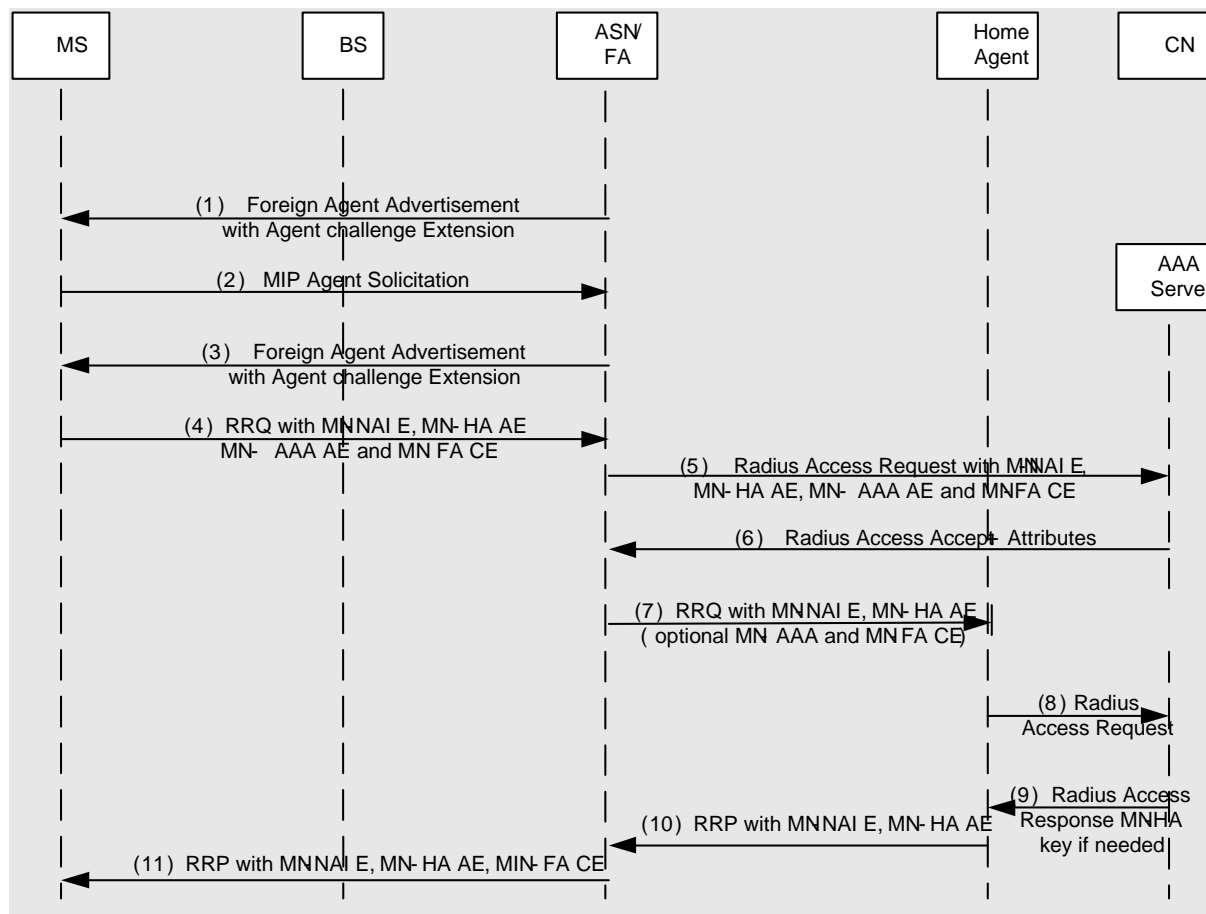 MS
BS
ASN/
FA
Home
Agent
CN
(1) Foreign Agent Advertisement
with Agent challenge Extension
AAA
Serve
(2) MIP Agent Solicitation
(3) Foreign Agent Advertisement
with Agent challenge Extension
(4) RRQ with MN-NAI E, MN-HA AE
MN- AAA AE and MN FA CE
(5) Radius Access Request with MN-NAI E,
MN-HA AE, MN- AAA AE and MN-FA CE
(6) Radius Access Accept+ Attributes
(7) RRQ with MN-NAI E, MN-HA AE
( optional MN- AAA and MN-FA CE)
(8) Radius
Access Request
(9) Radius Access
Response MN-HA
key if needed
(10) RRP with MN-NAI E, MN-HA AE
(11) RRP with MN-NAI E, MN-HA AE, MIN-FA CE